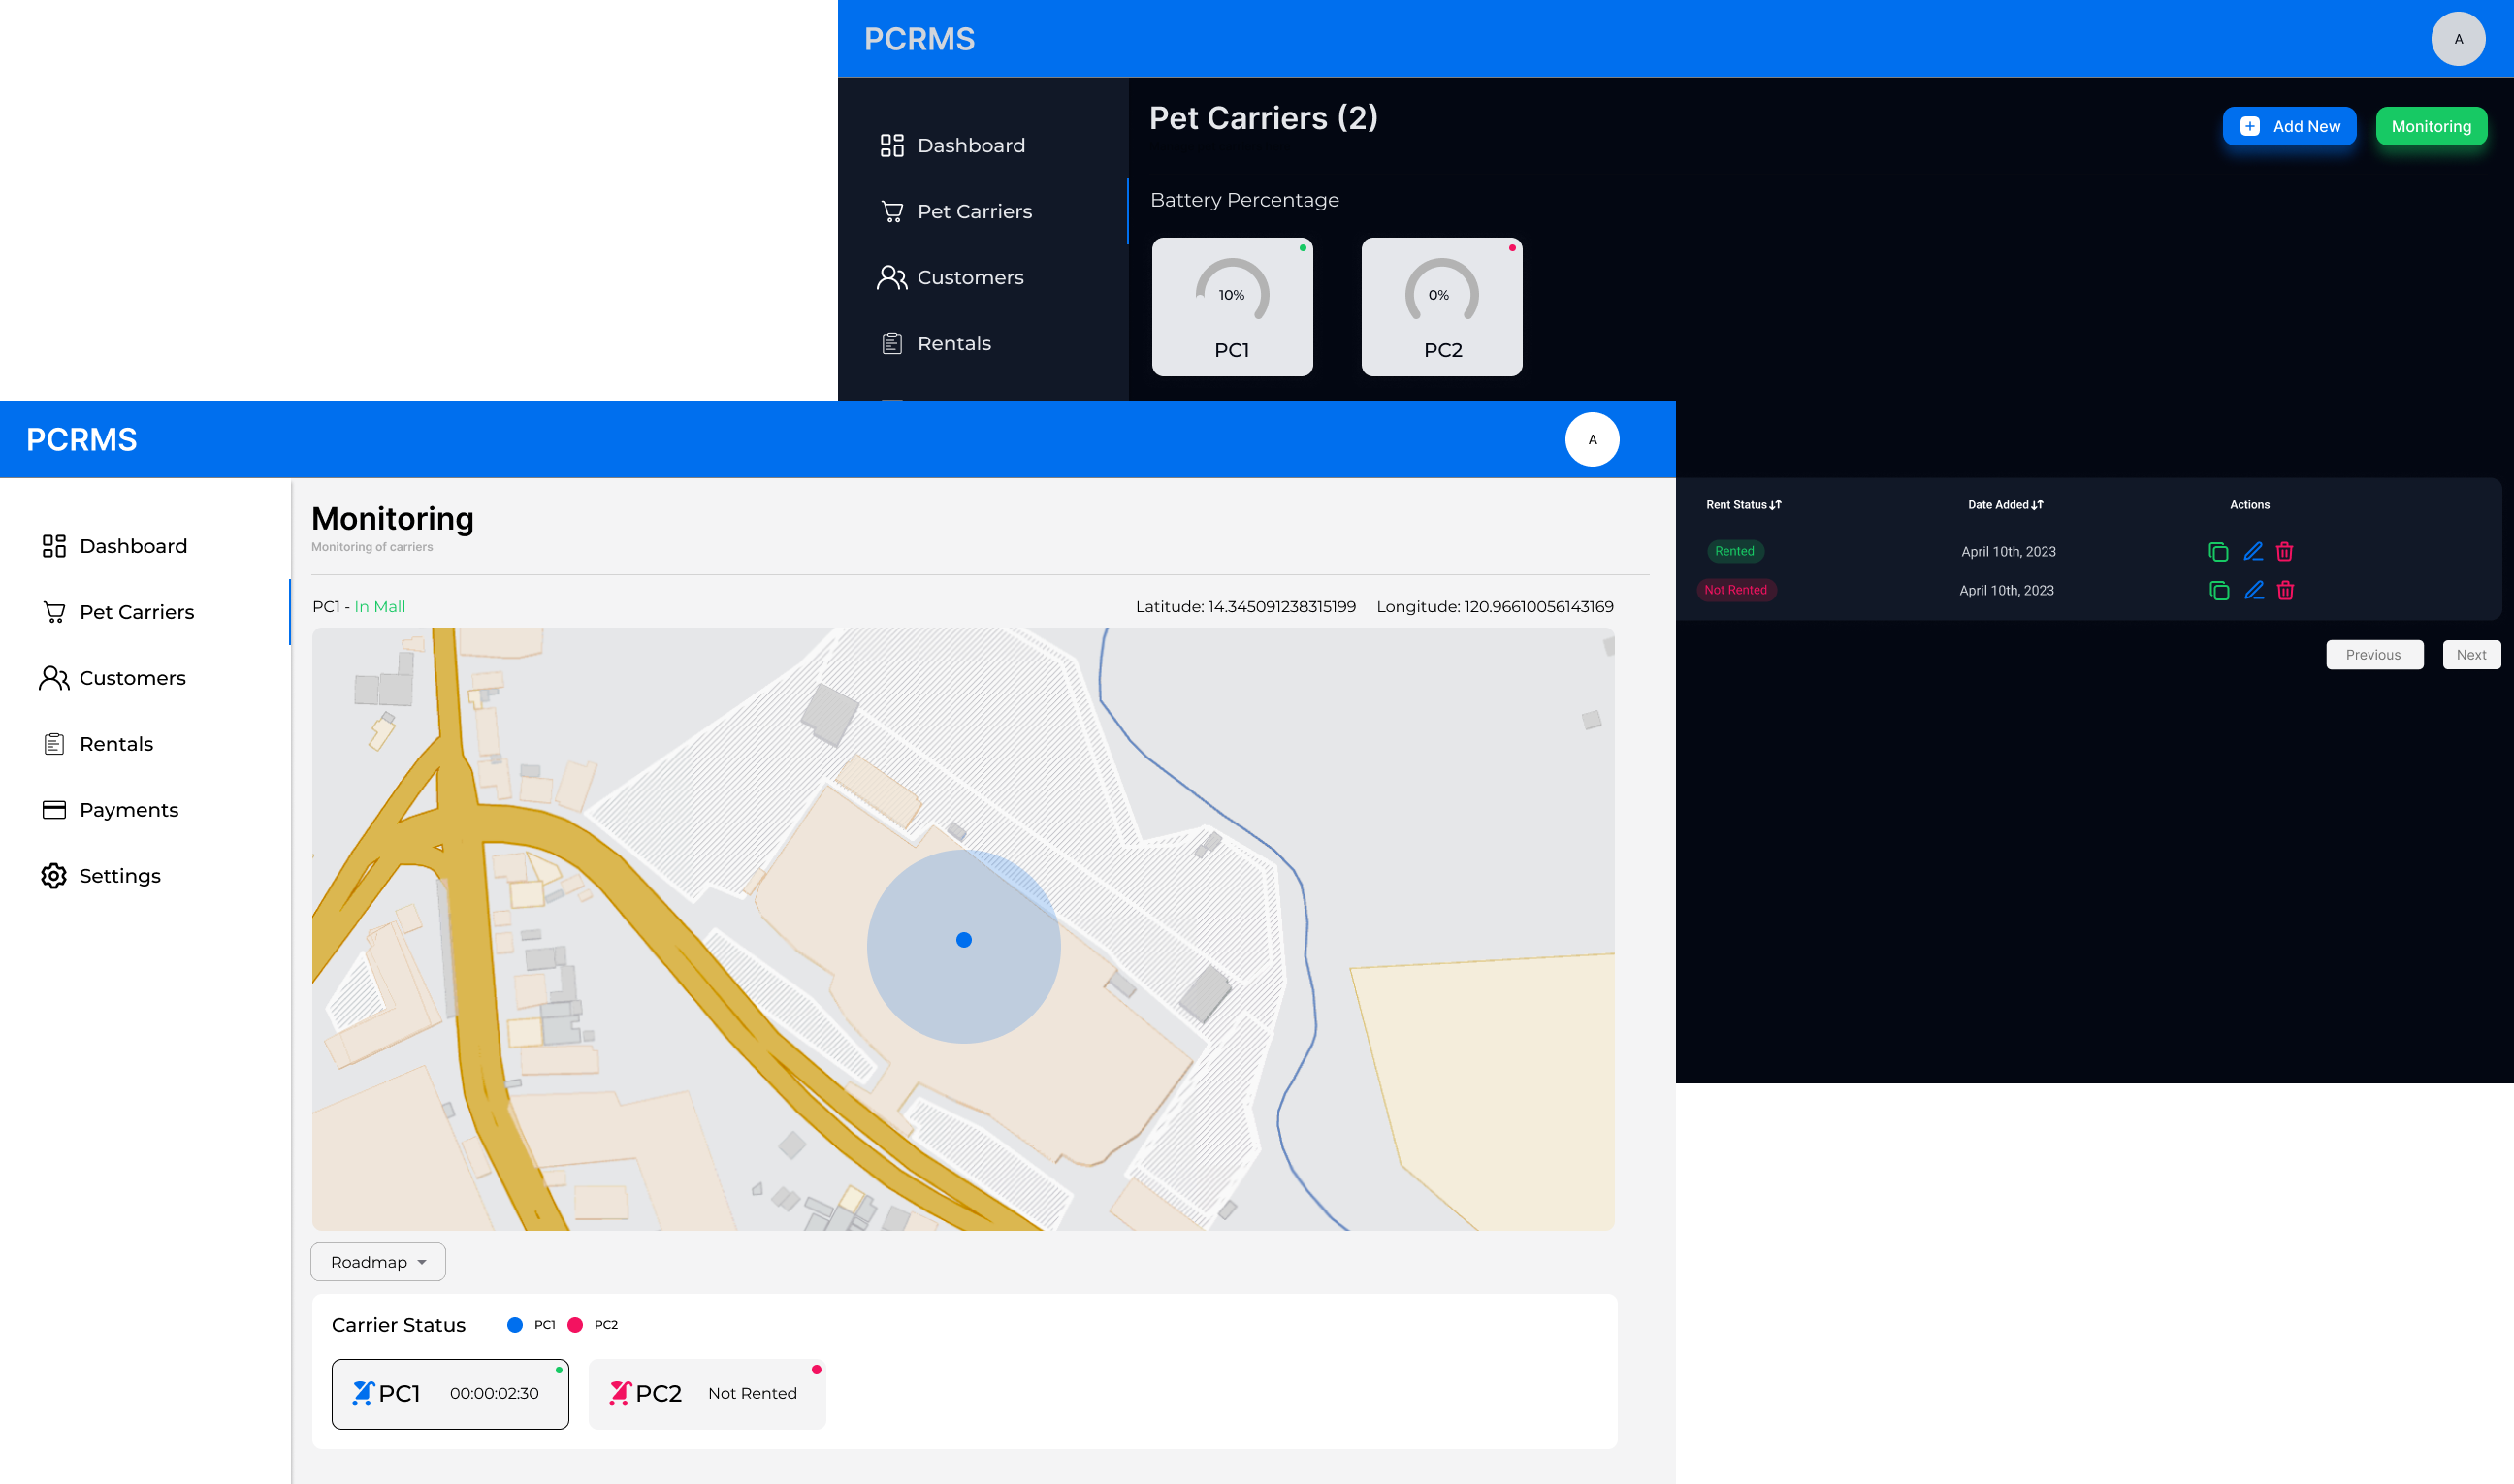 PCRMS
A
Dashboard
Pet Carriers
Customers
Rentals
Pet Carriers (2)
Add New
Monitoring
Battery Percentage
10%
PC1
0%
PC2
Rent Status
Date Added
Actions
Rented
April 10th, 2023
Not Rented
April 10th, 2023
Previous
Next
PCRMS
A
Dashboard
Pet Carriers
Customers
Rentals
Payments
Settings
Monitoring
Monitoring of carriers
PC1 - In Mall
Latitude: 14.345091238315199
Longitude: 120.96610056143169
Roadmap
Carrier Status
PC1
PC2
PC1
00:00:02:30
PC2
Not Rented